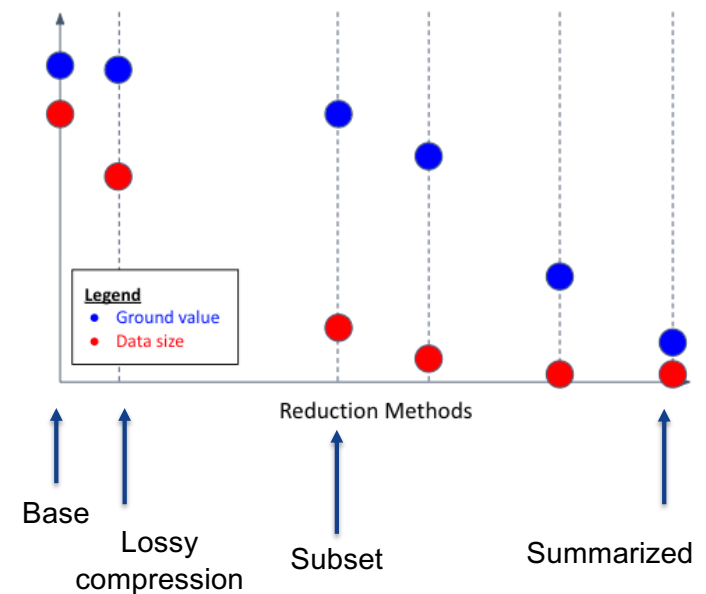 Legend
Ground value
Data size
Reduction Methods
Base
Lossy
compression
Subset
Summarized